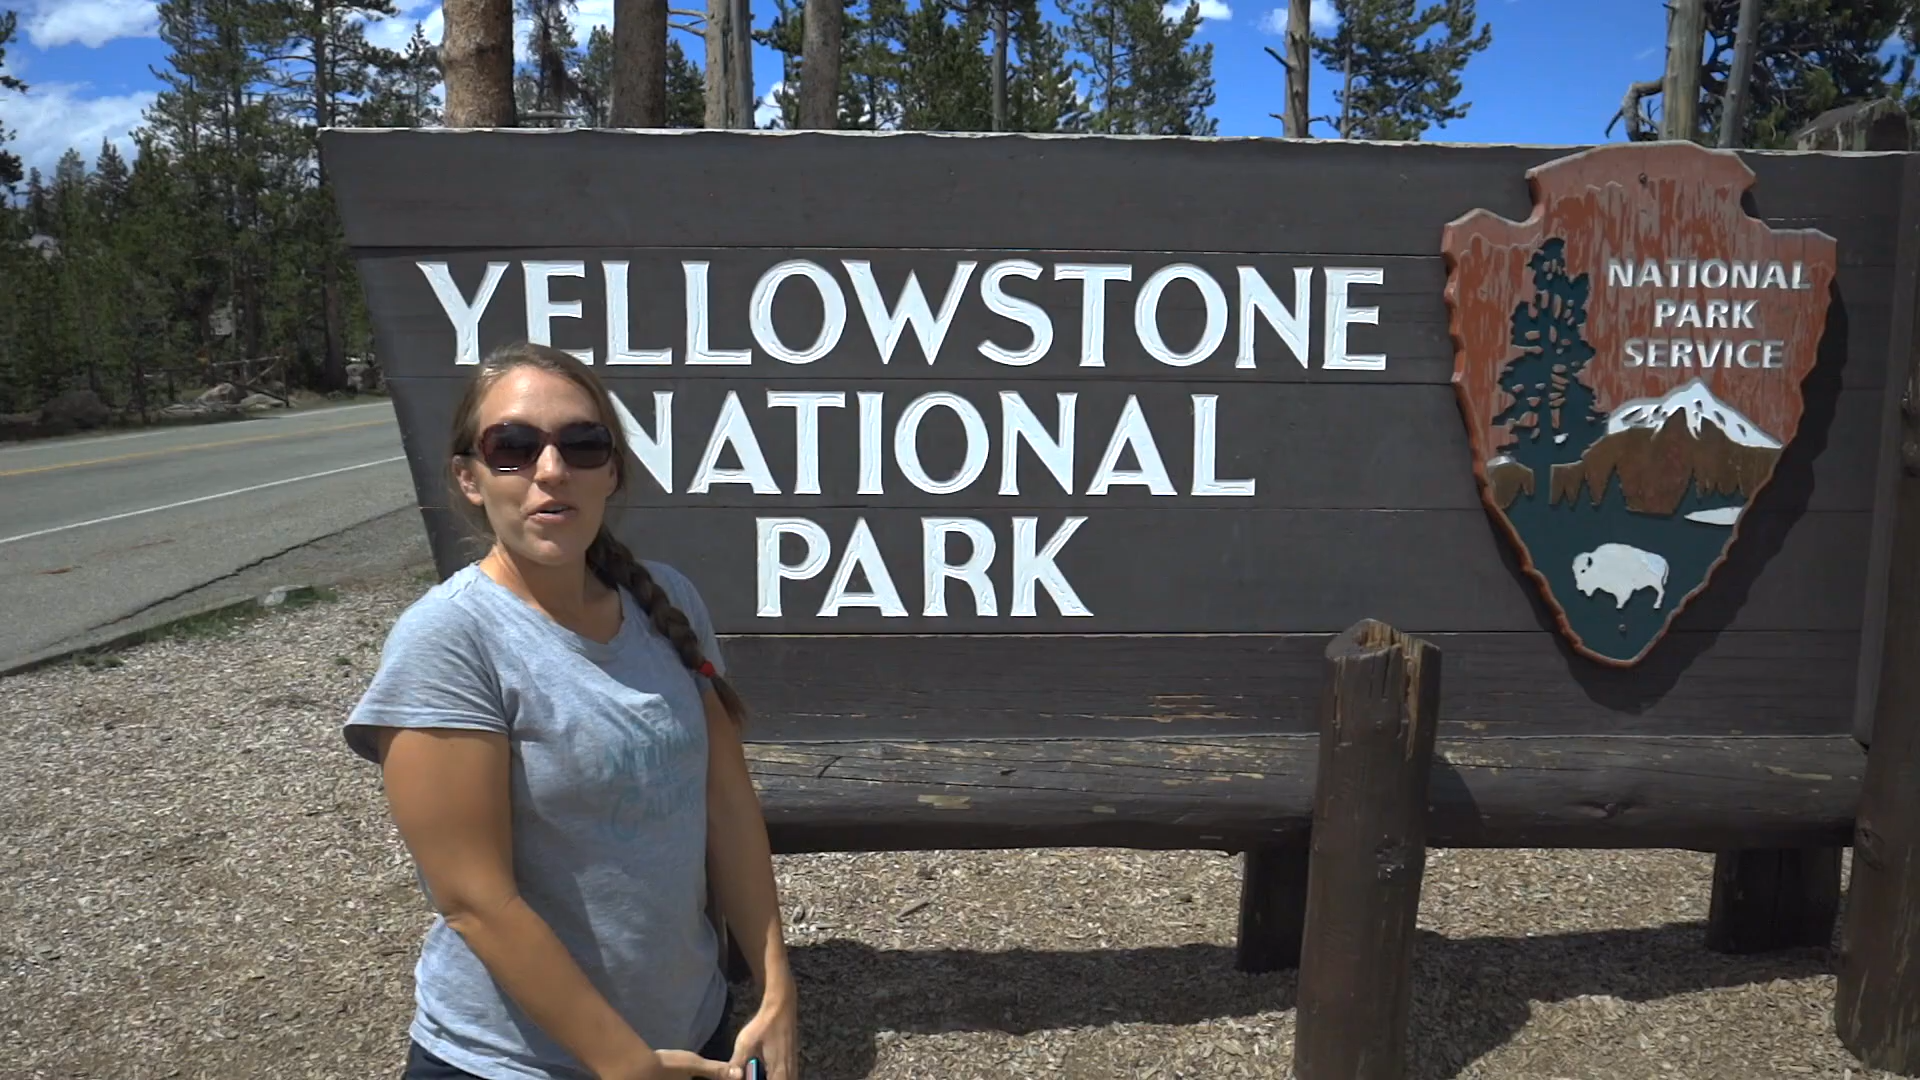 YELLOWSTONE
NATIONAL
PARK
NATIONAL
PARK
SERVICE